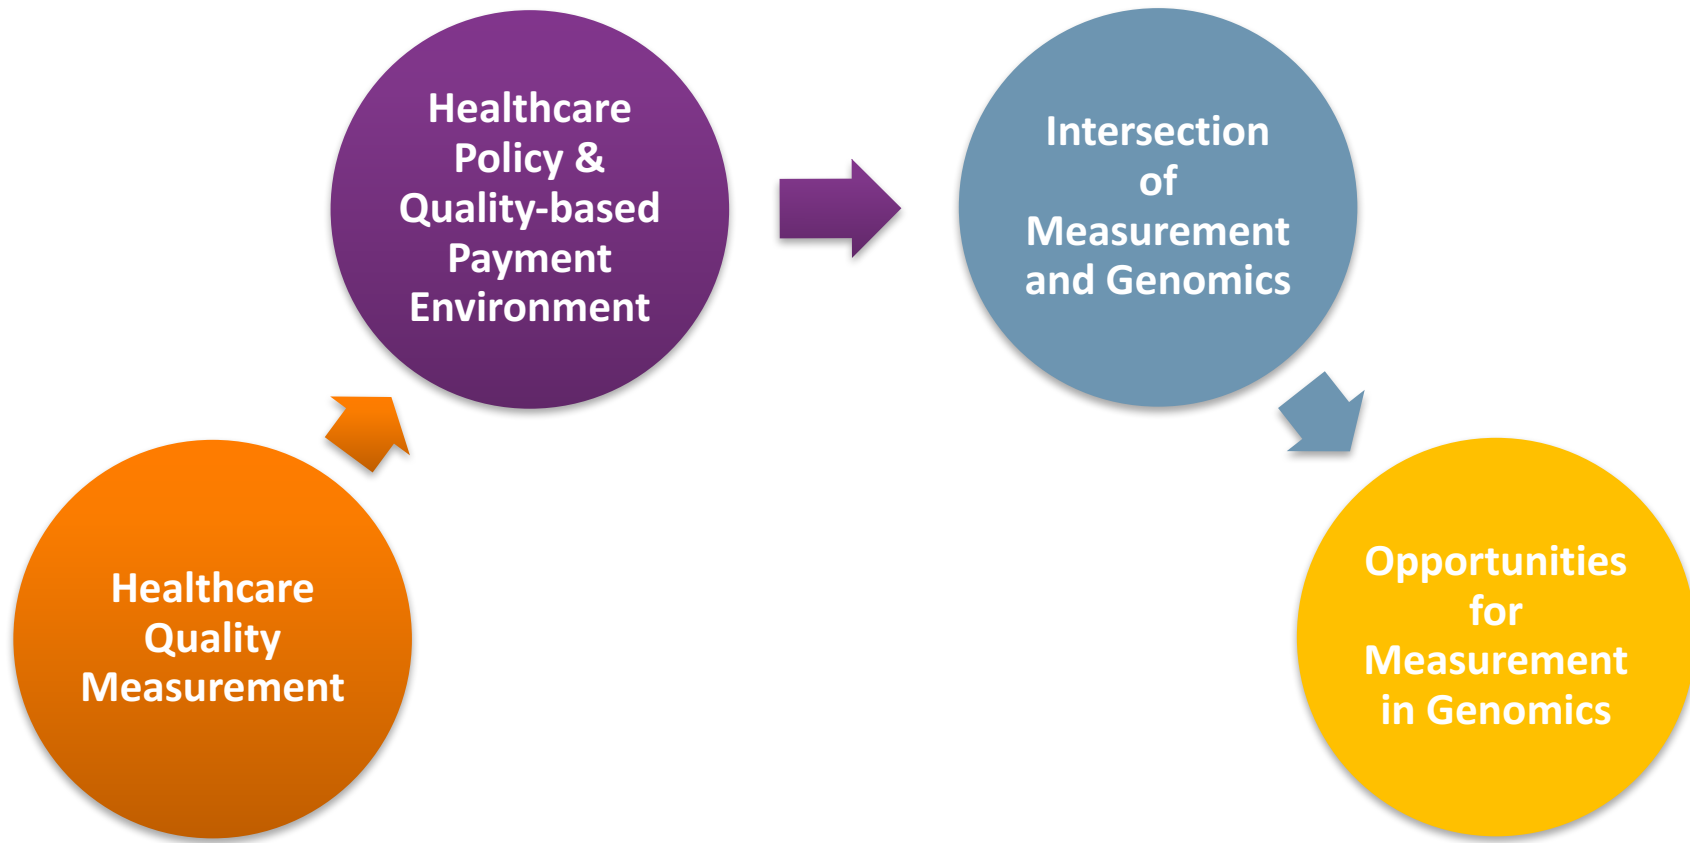 Healthcare
Quality
Measurement
Healthcare
Policy &
Quality-based
Payment
Environment
Intersection
of
Measurement
and Genomics
Opportunities
for
Measurement
in Genomics